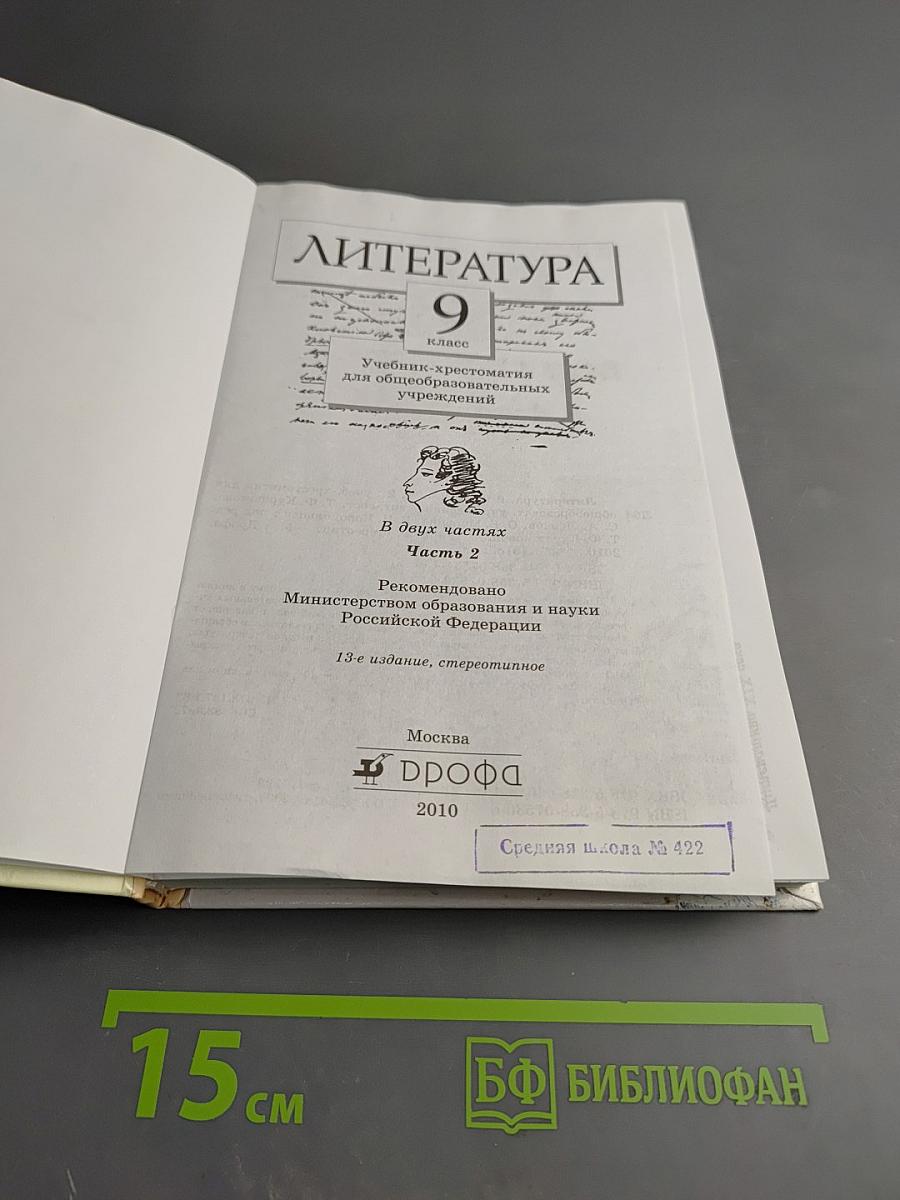 ЛИТЕРАТУРА
9
класс
Учебник-хрестоматия
для общеобразовательных
учреждений
В двух частях
Часть 2
Рекомендовано
Министерством образования и науки
Российской Федерации
13-е издание, стереотипное
Москва
дрофа
2010
Средняя школа № 422
15 см
БФ БИБЛИОФАН